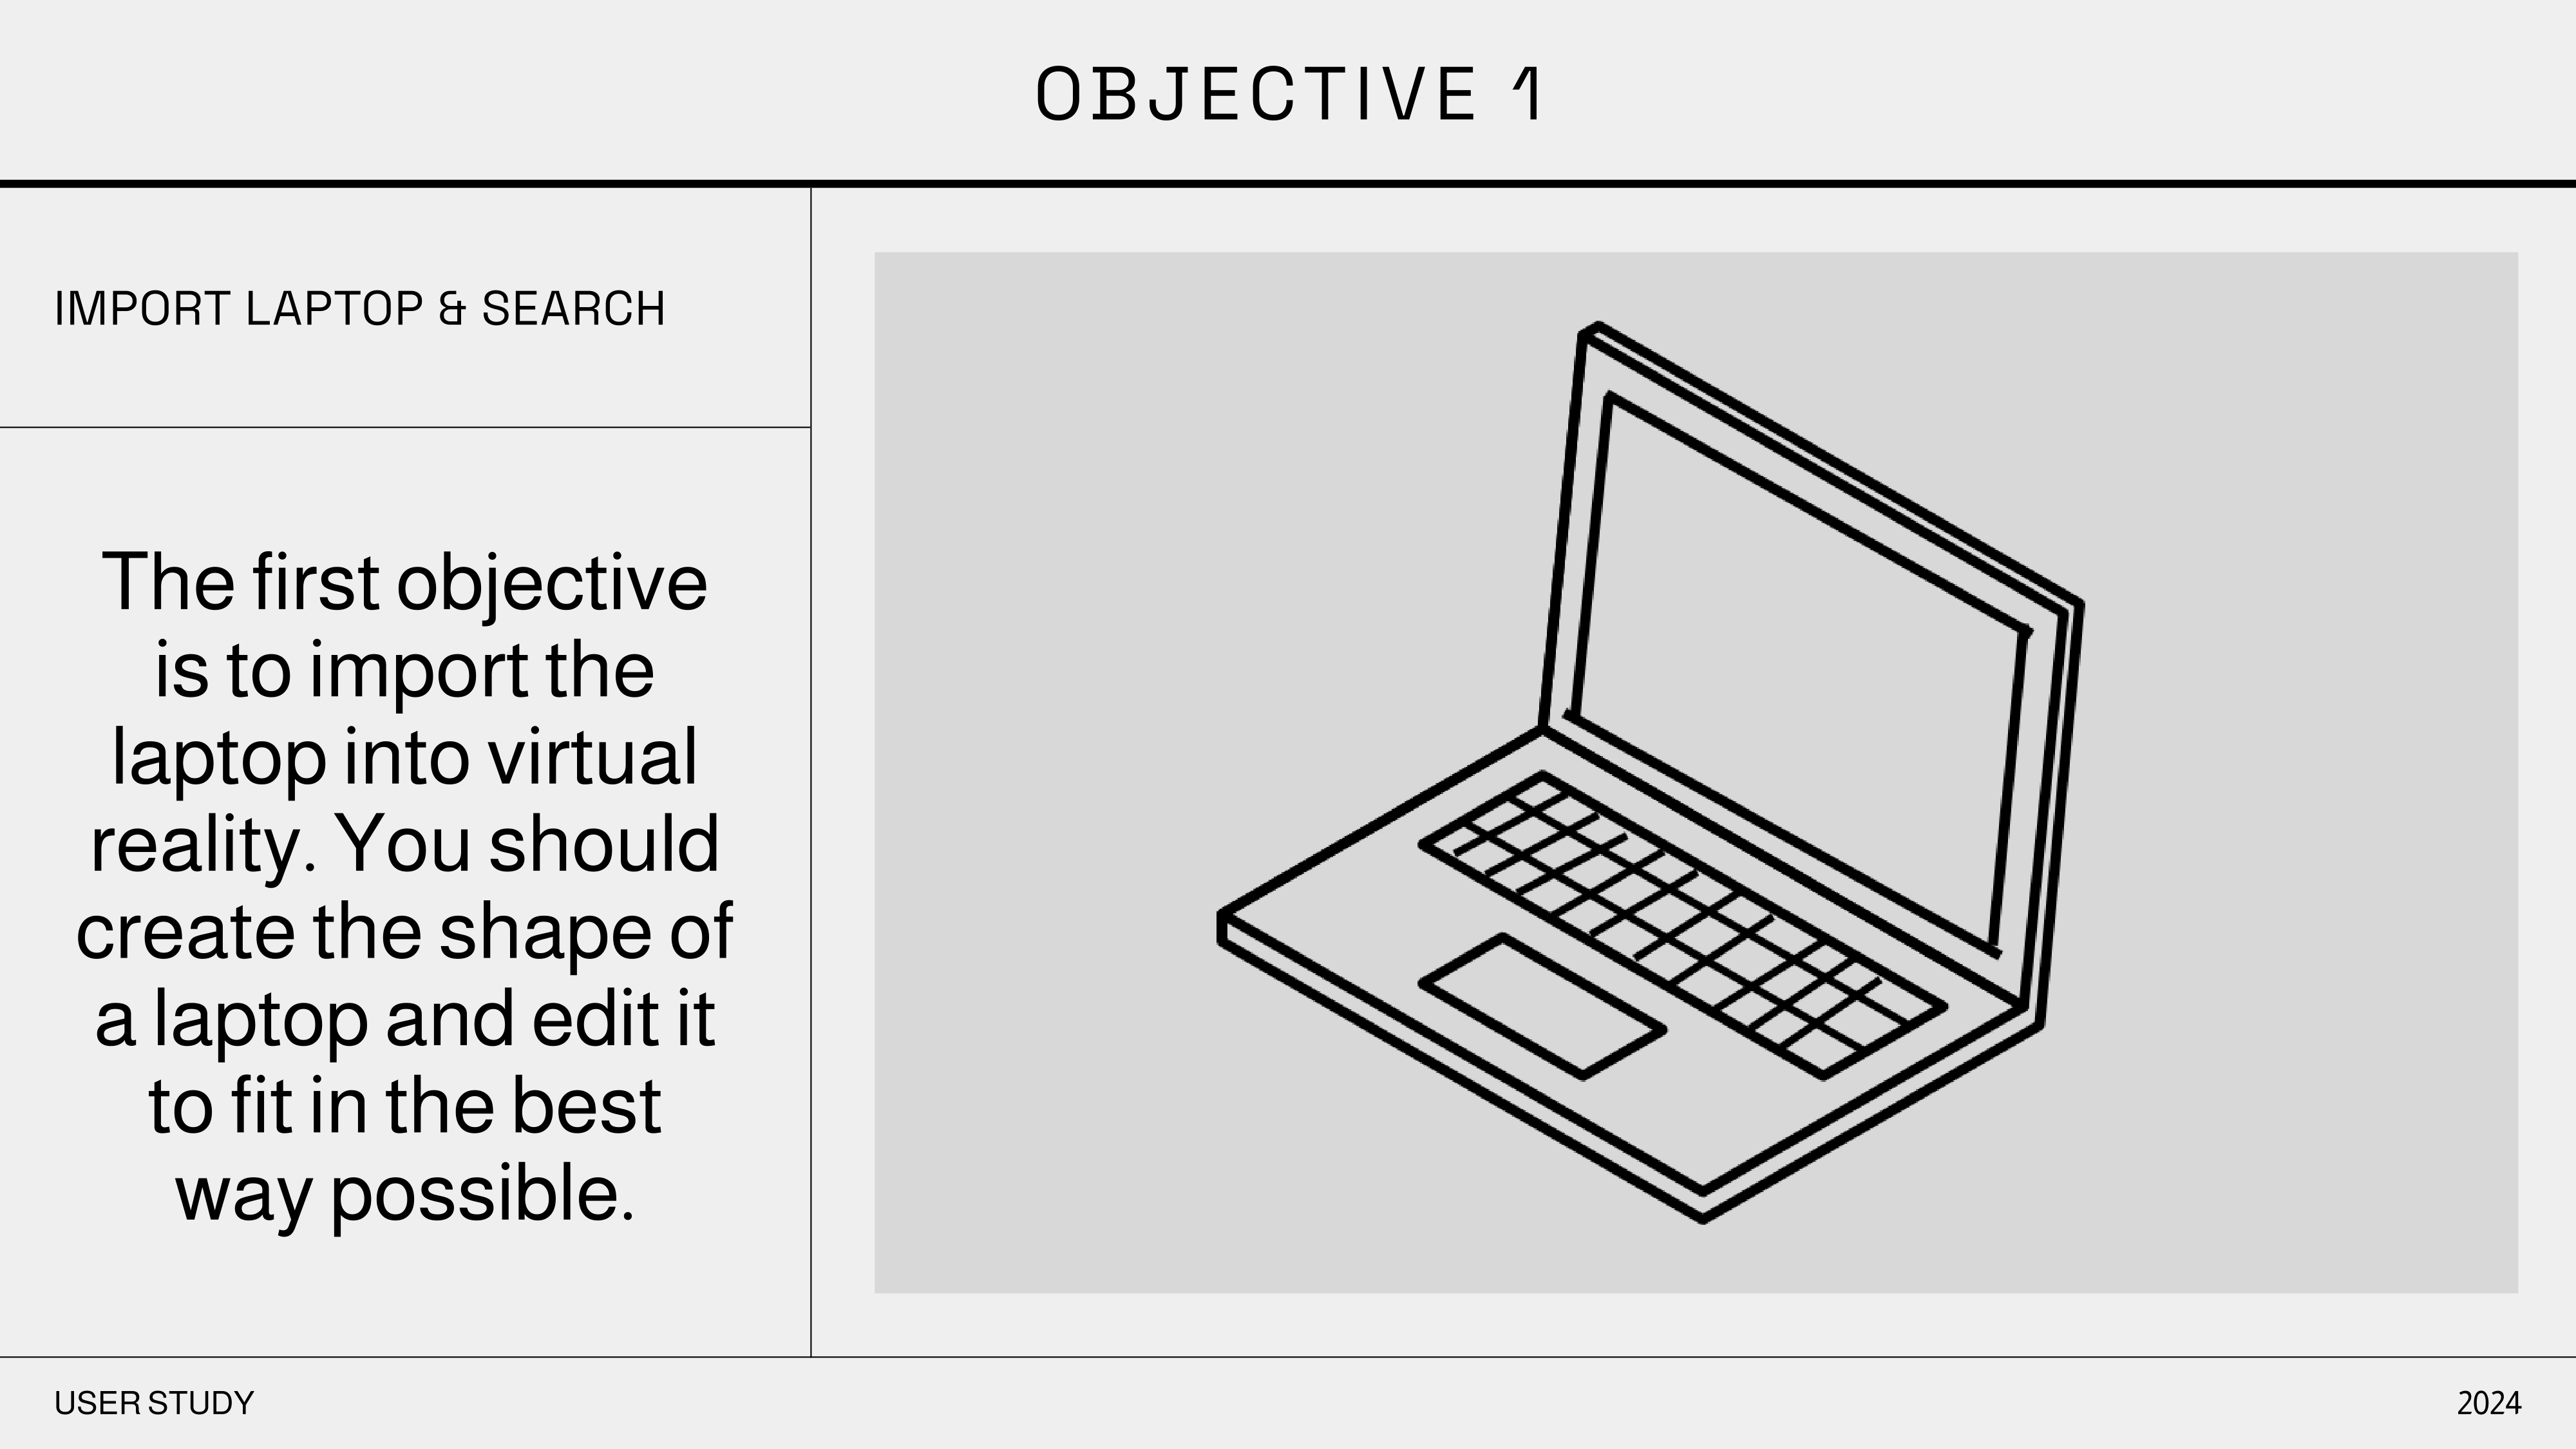 OBJECTIVE 1
IMPORT LAPTOP & SEARCH
The first objective
is to import the
laptop into virtual
reality. You should
create the shape of
a laptop and edit it
to fit in the best
way possible.
USER STUDY
2024